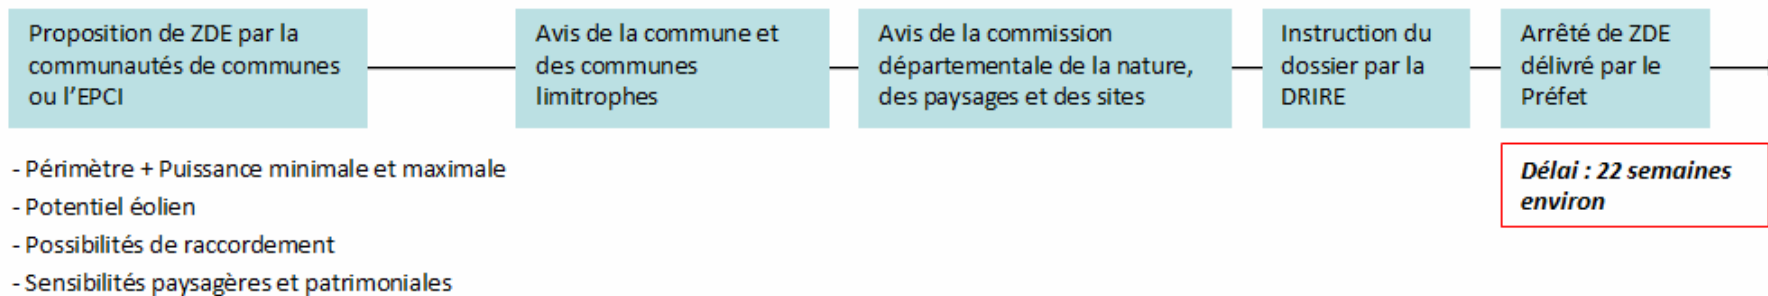 Proposition de ZDE par la
communautés de communes
ou l'EPCI
Avis de la commune et
des communes
limitrophes
Avis de la commission
départementale de la nature,
des paysages et des sites
Instruction du
dossier par la
DRIRE
Arrêté de ZDE
délivré par le
Préfet
- Périmètre + Puissance minimale et maximale
- Potentiel éolien
- Possibilités de raccordement
- Sensibilités paysagères et patrimoniales
Délai : 22 semaines
environ